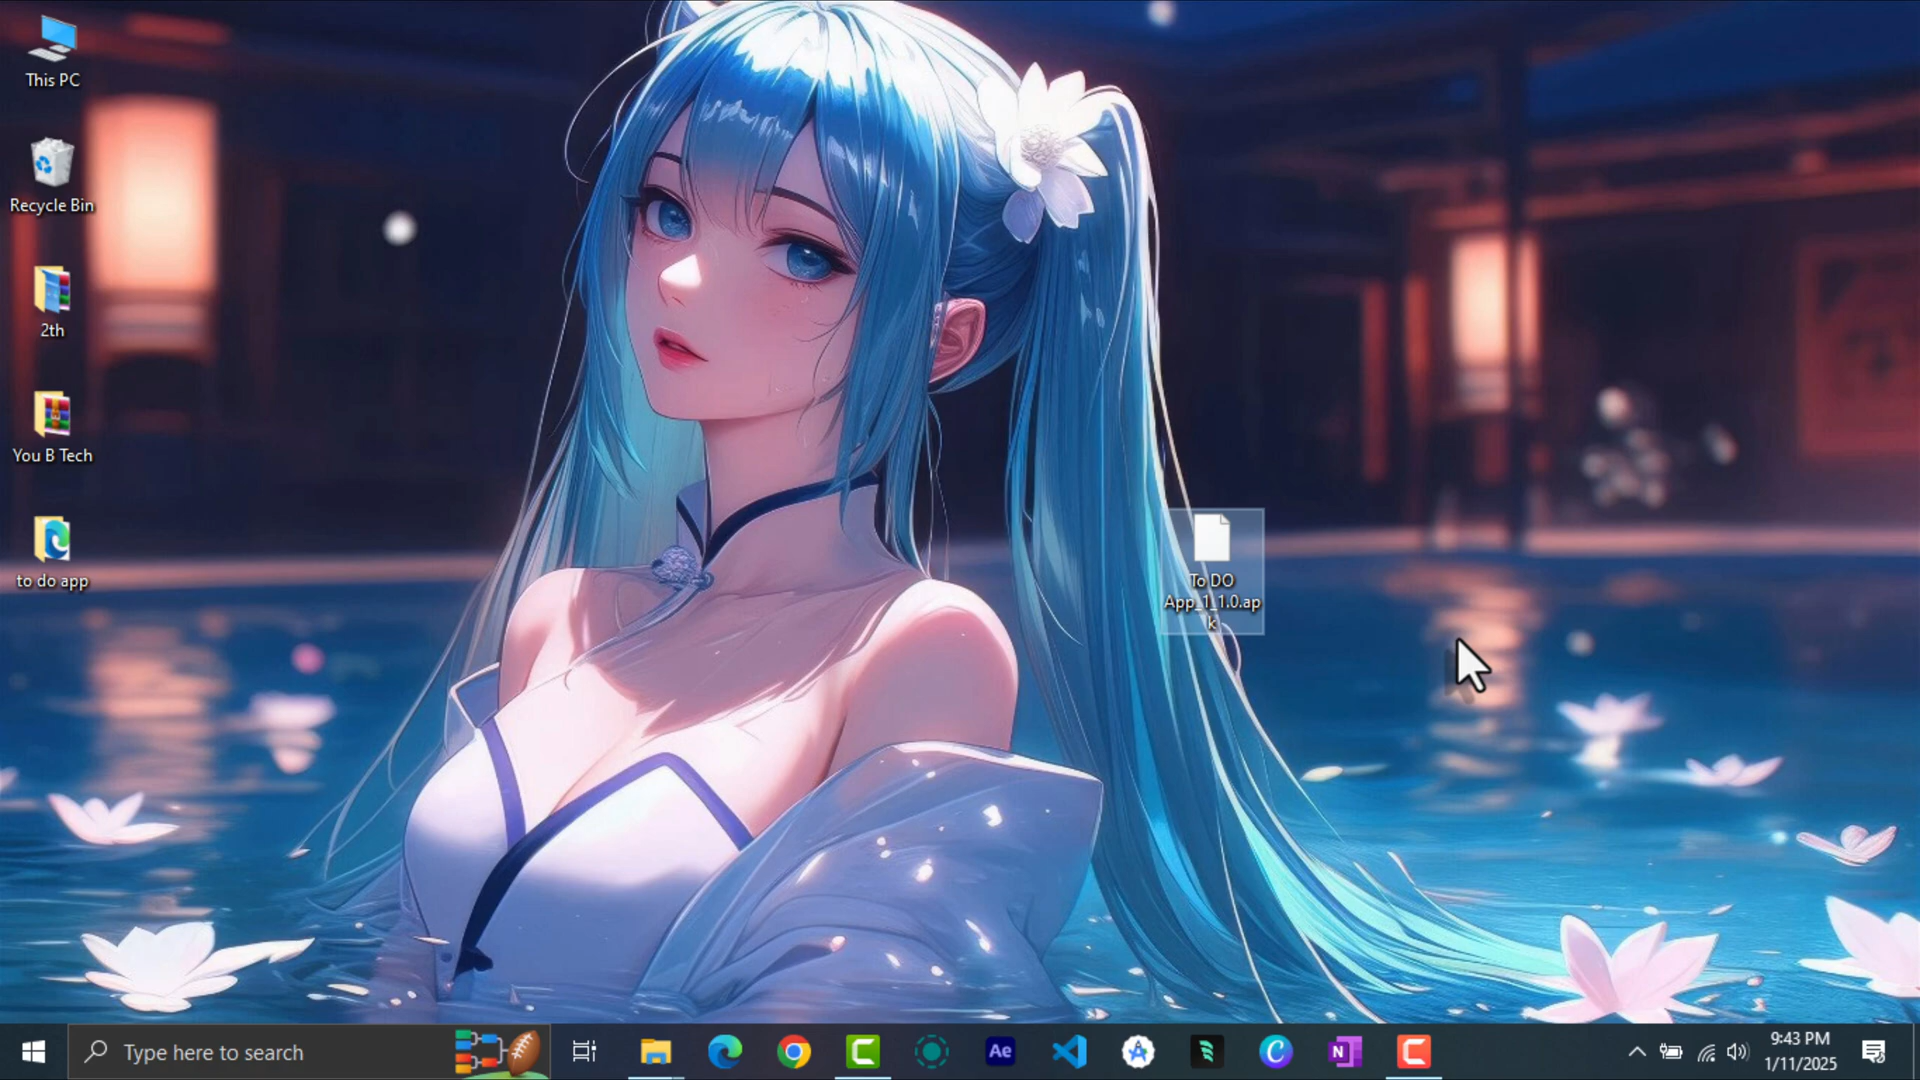 This PC
Recycle Bin
2th
You B Tech
to do app
To DO
App_1_1.0.ap
k
Type here to search
Ae
N
9:43 PM
1/11/2025